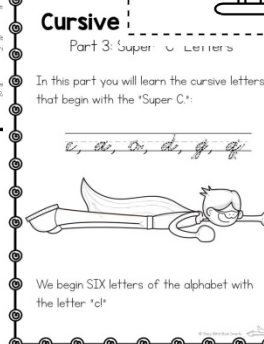 Cursive
Part 3: Super "C" Letters
In this part you will learn the cursive letters
that begin with the "Super C.":
c, a, o, d, g, q
We begin SIX letters of the alphabet with
the letter "c!"